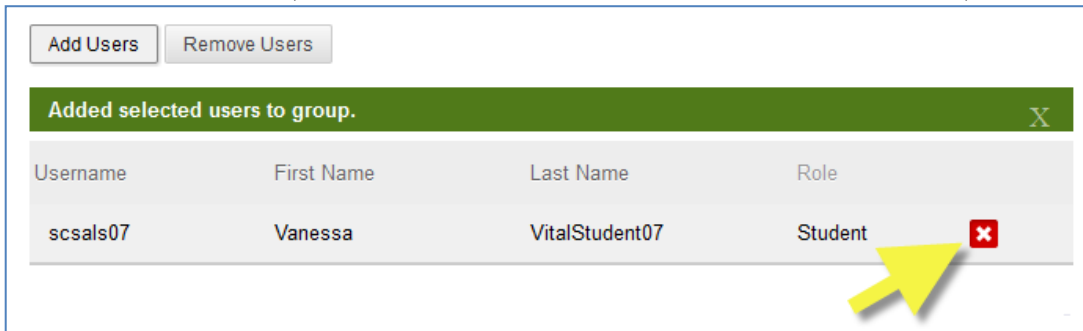 Add Users Remove Users
Added selected users to group. X
Username First Name Last Name Role
scsals07 Vanessa VitalStudent07 Student